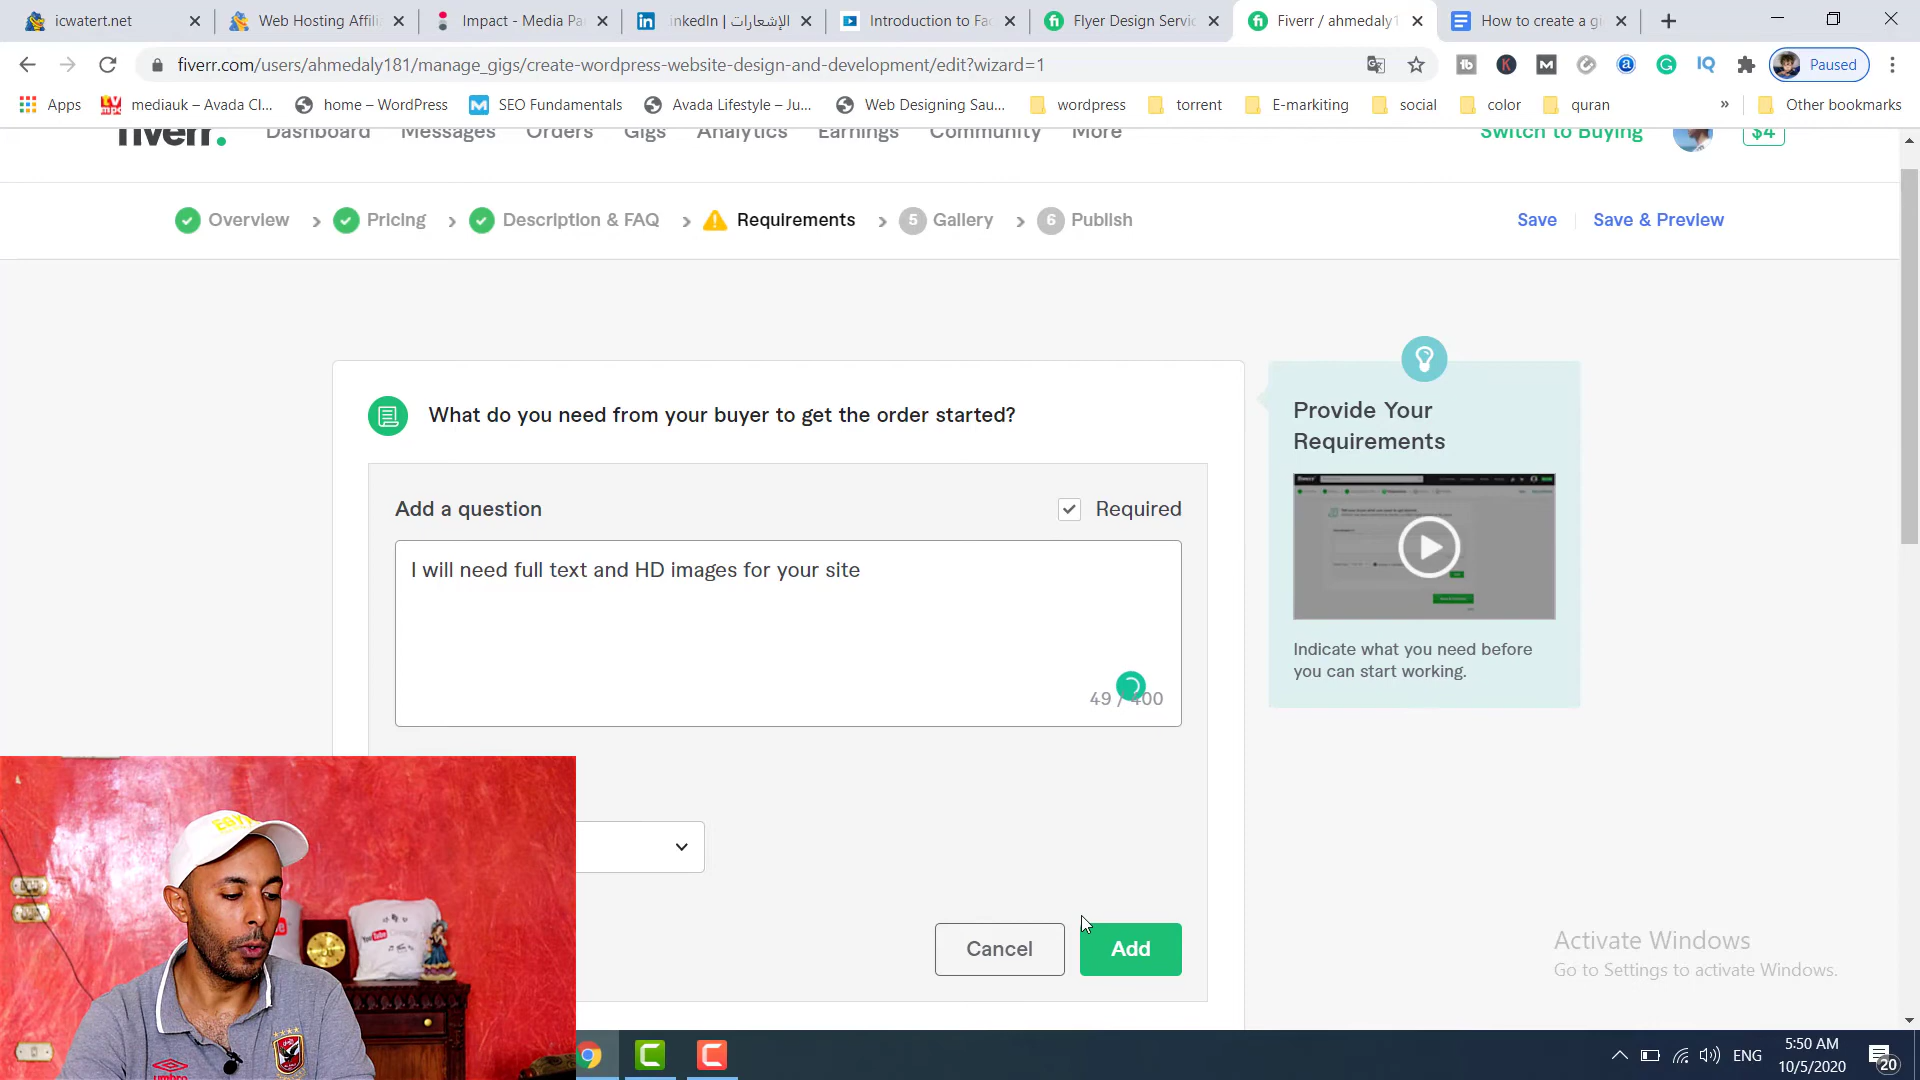 icwatert.net
Web Hosting Affili
Impact - Media Pa
inkedIn | الإشعارات
Introduction to Fa
Flyer Design Servic
Fiverr / ahmedaly1
How to create a gi
fiverr.com/users/ahmedaly181/manage_gigs/create-wordpress-website-design-and-development/edit?wizard=1
Paused
Apps
mediauk – Avada Cl...
home – WordPress
SEO Fundamentals
Avada Lifestyle – Ju...
Web Designing Sau...
wordpress
torrent
E-markiting
social
color
quran
»
Other bookmarks
fiverr.
Dashboard
Messages
Orders
Gigs
Analytics
Earnings
Community
More
Switch to Buying
$4
Overview
Pricing
Description & FAQ
Requirements
5 Gallery
6 Publish
Save
Save & Preview
What do you need from your buyer to get the order started?
Add a question
Required
I will need full text and HD images for your site
49 / 400
Cancel
Add
Provide Your
Requirements
Indicate what you need before
you can start working.
Activate Windows
Go to Settings to activate Windows.
EGYP
YouTube
umbro
ENG
5:50 AM
10/5/2020
20